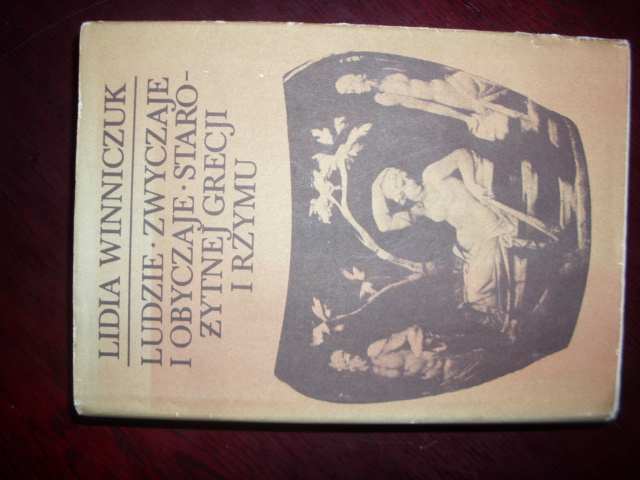 LIDIA WINNICZUK
LUDZIE · ZWYCZAJE
I OBYCZAJE · STARO-
ŻYTNEJ GRECJI
I RZYMU